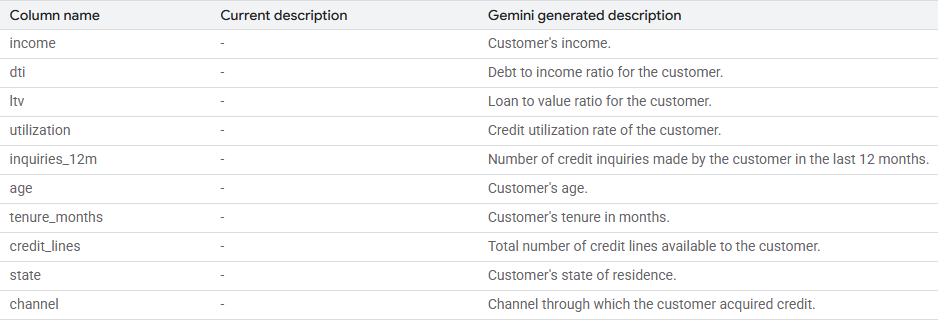 Column name Current description Gemini generated description
income - Customer's income.
dti - Debt to income ratio for the customer.
ltv - Loan to value ratio for the customer.
utilization - Credit utilization rate of the customer.
inquiries_12m - Number of credit inquiries made by the customer in the last 12 months.
age - Customer's age.
tenure_months - Customer's tenure in months.
credit_lines - Total number of credit lines available to the customer.
state - Customer's state of residence.
channel - Channel through which the customer acquired credit.